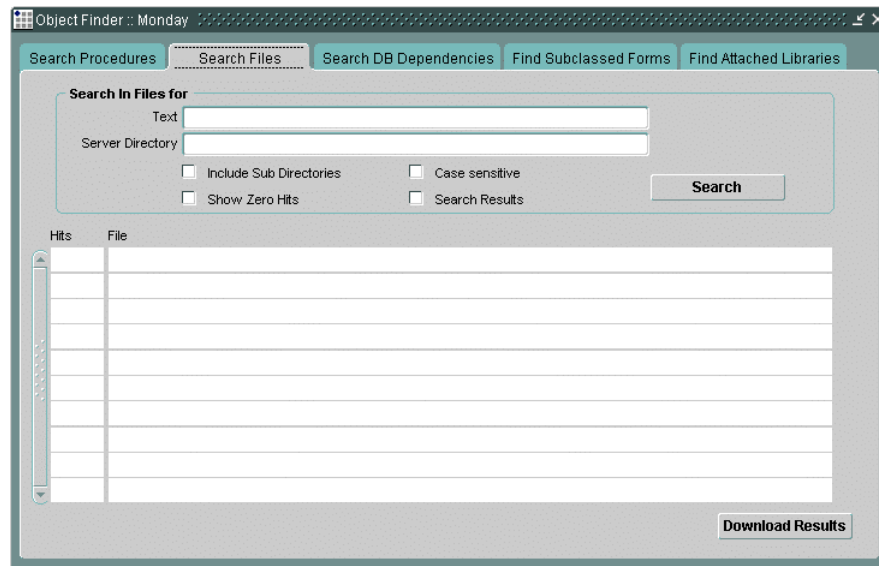 Object Finder :: Monday
Search Procedures Search Files Search DB Dependencies Find Subclassed Forms Find Attached Libraries
Search In Files for
Text
Server Directory
Include Sub Directories Case sensitive
Search
Show Zero Hits Search Results
Hits File
Download Results